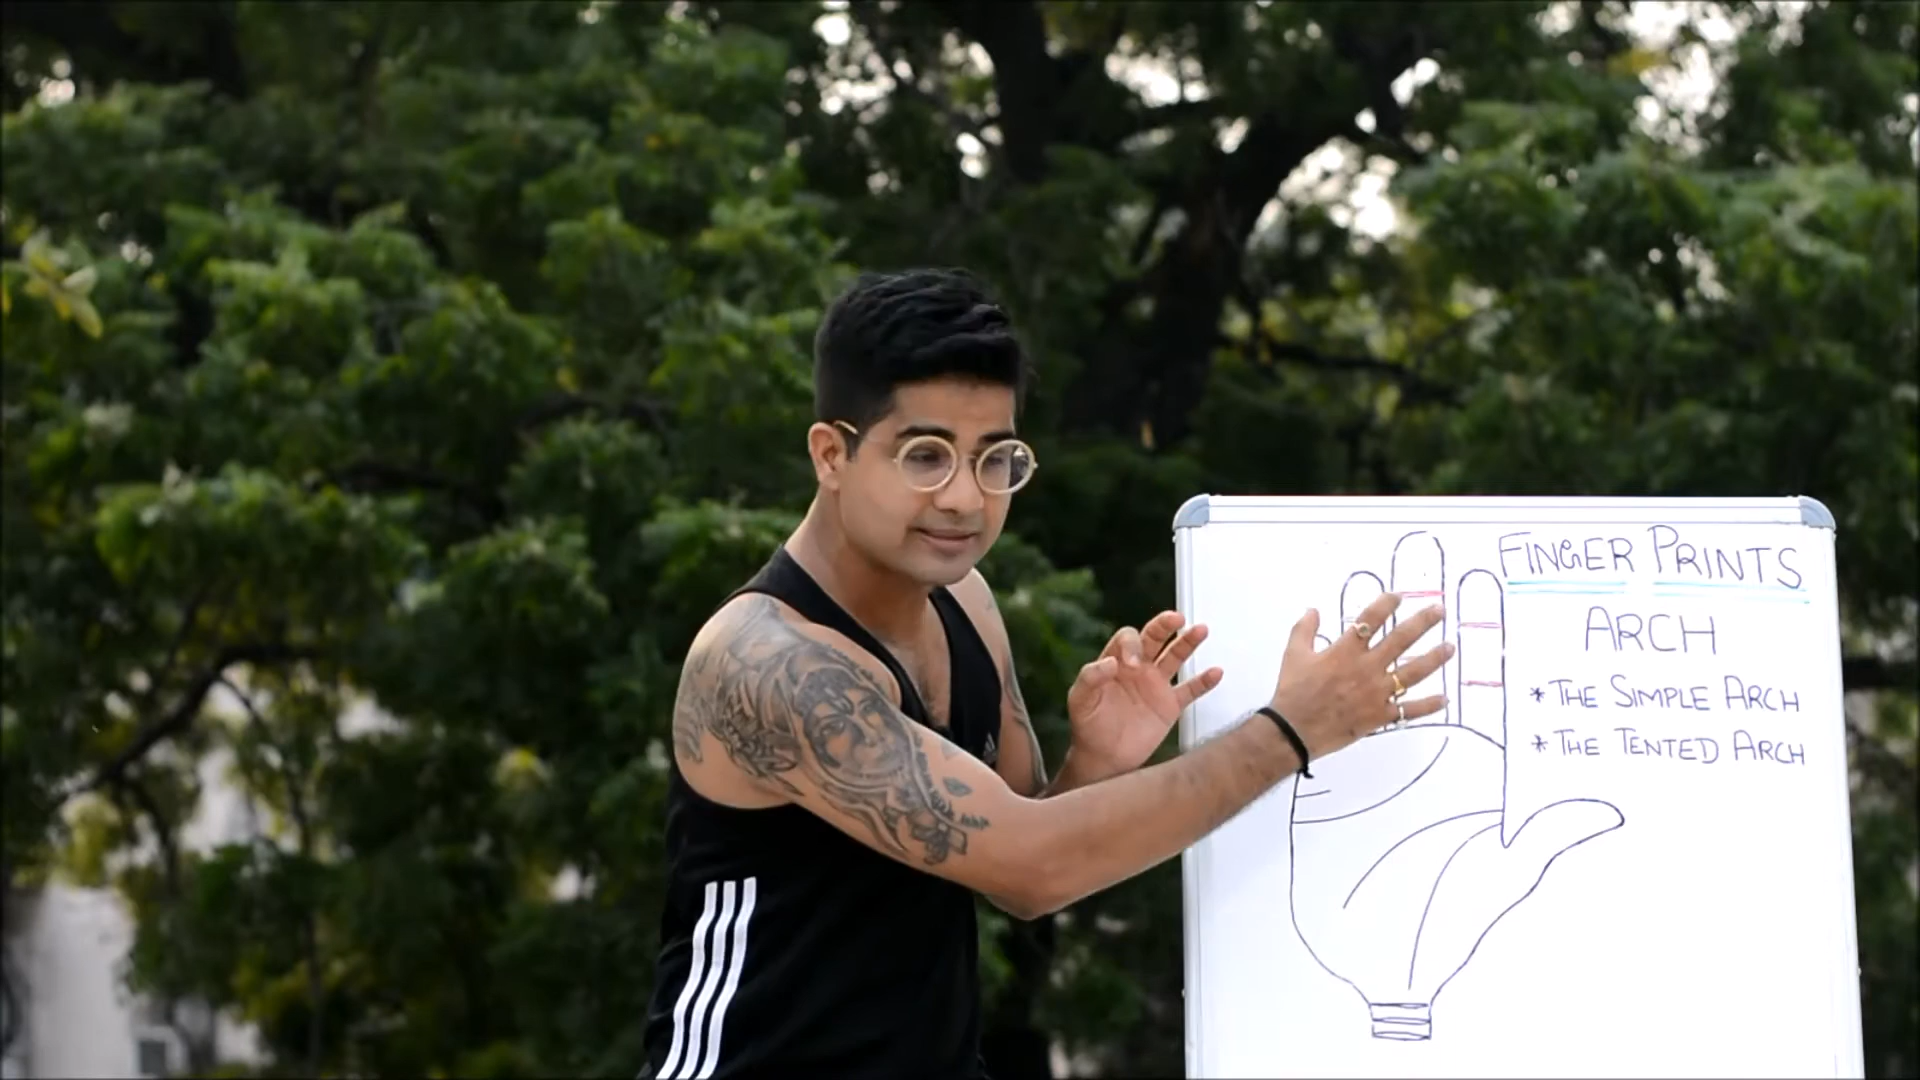 FINGER PRINTS
ARCH
* THE SIMPLE ARCH
* THE TENTED ARCH